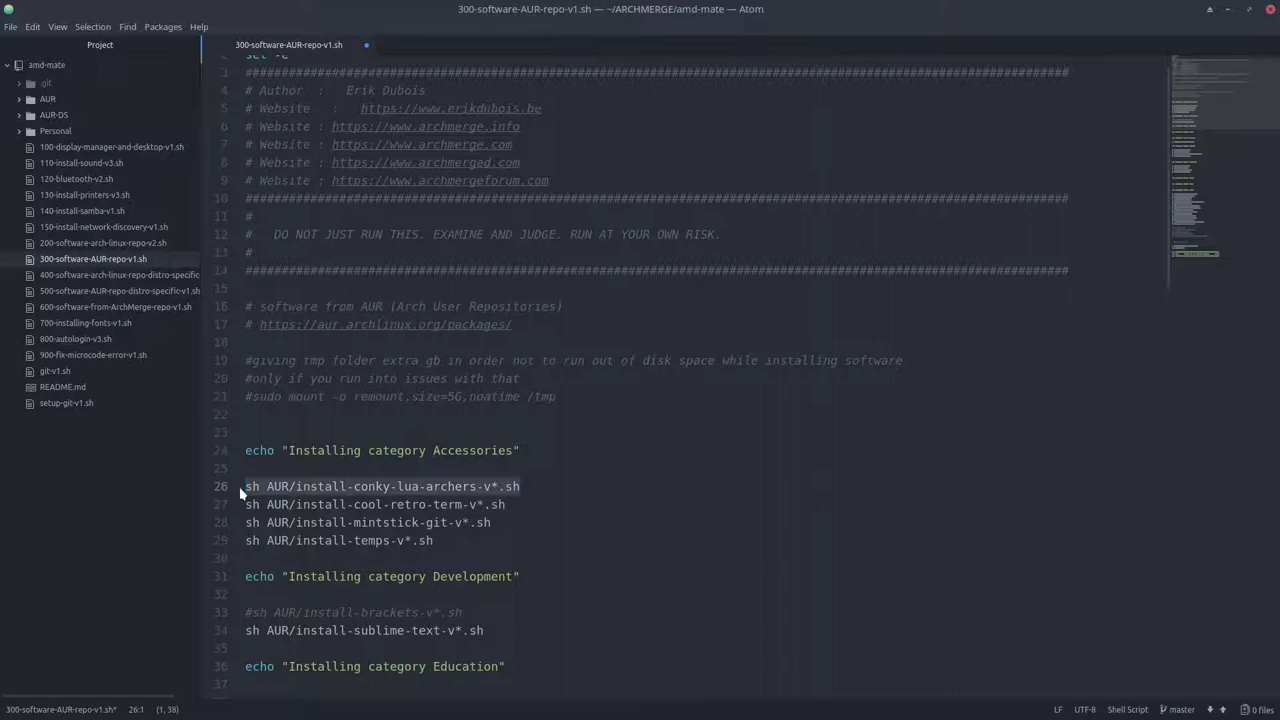 300-software-AUR-repo-v1.sh — ~/ARCHMERGE/amd-mate — Atom
File Edit View Selection Find Packages Help
Project
amd-mate
.git
AUR
AUR-DS
Personal
100-display-manager-and-desktop-v1.sh
110-install-sound-v3.sh
120-bluetooth-v2.sh
130-install-printers-v3.sh
140-install-samba-v1.sh
150-install-network-discovery-v1.sh
200-software-arch-linux-repo-v2.sh
300-software-AUR-repo-v1.sh
400-software-arch-linux-repo-distro-specific
500-software-AUR-repo-distro-specific-v1.sh
600-software-from-ArchMerge-repo-v1.sh
700-installing-fonts-v1.sh
800-autologin-v3.sh
900-fix-microcode-error-v1.sh
git-v1.sh
README.md
setup-git-v1.sh
300-software-AUR-repo-v1.sh
2 set -e
3 ##################################################################################################################
4 # Author : Erik Dubois
5 # Website : https://www.erikdubois.be
6 # Website : https://www.archmerge.info
7 # Website : https://www.archmerge.com
8 # Website : https://www.archmerged.com
9 # Website : https://www.archmergeforum.com
10 ##################################################################################################################
11 #
12 # DO NOT JUST RUN THIS. EXAMINE AND JUDGE. RUN AT YOUR OWN RISK.
13 #
14 ##################################################################################################################
15
16 # software from AUR (Arch User Repositories)
17 # https://aur.archlinux.org/packages/
18
19 #giving tmp folder extra gb in order not to run out of disk space while installing software
20 #only if you run into issues with that
21 #sudo mount -o remount,size=5G,noatime /tmp
22
23
24 echo "Installing category Accessories"
25
26 sh AUR/install-conky-lua-archers-v*.sh
27 sh AUR/install-cool-retro-term-v*.sh
28 sh AUR/install-mintstick-git-v*.sh
29 sh AUR/install-temps-v*.sh
30
31 echo "Installing category Development"
32
33 #sh AUR/install-brackets-v*.sh
34 sh AUR/install-sublime-text-v*.sh
35
36 echo "Installing category Education"
37
300-software-AUR-repo-v1.sh* 26:1 (1, 38) LF UTF-8 Shell Script master 0 files